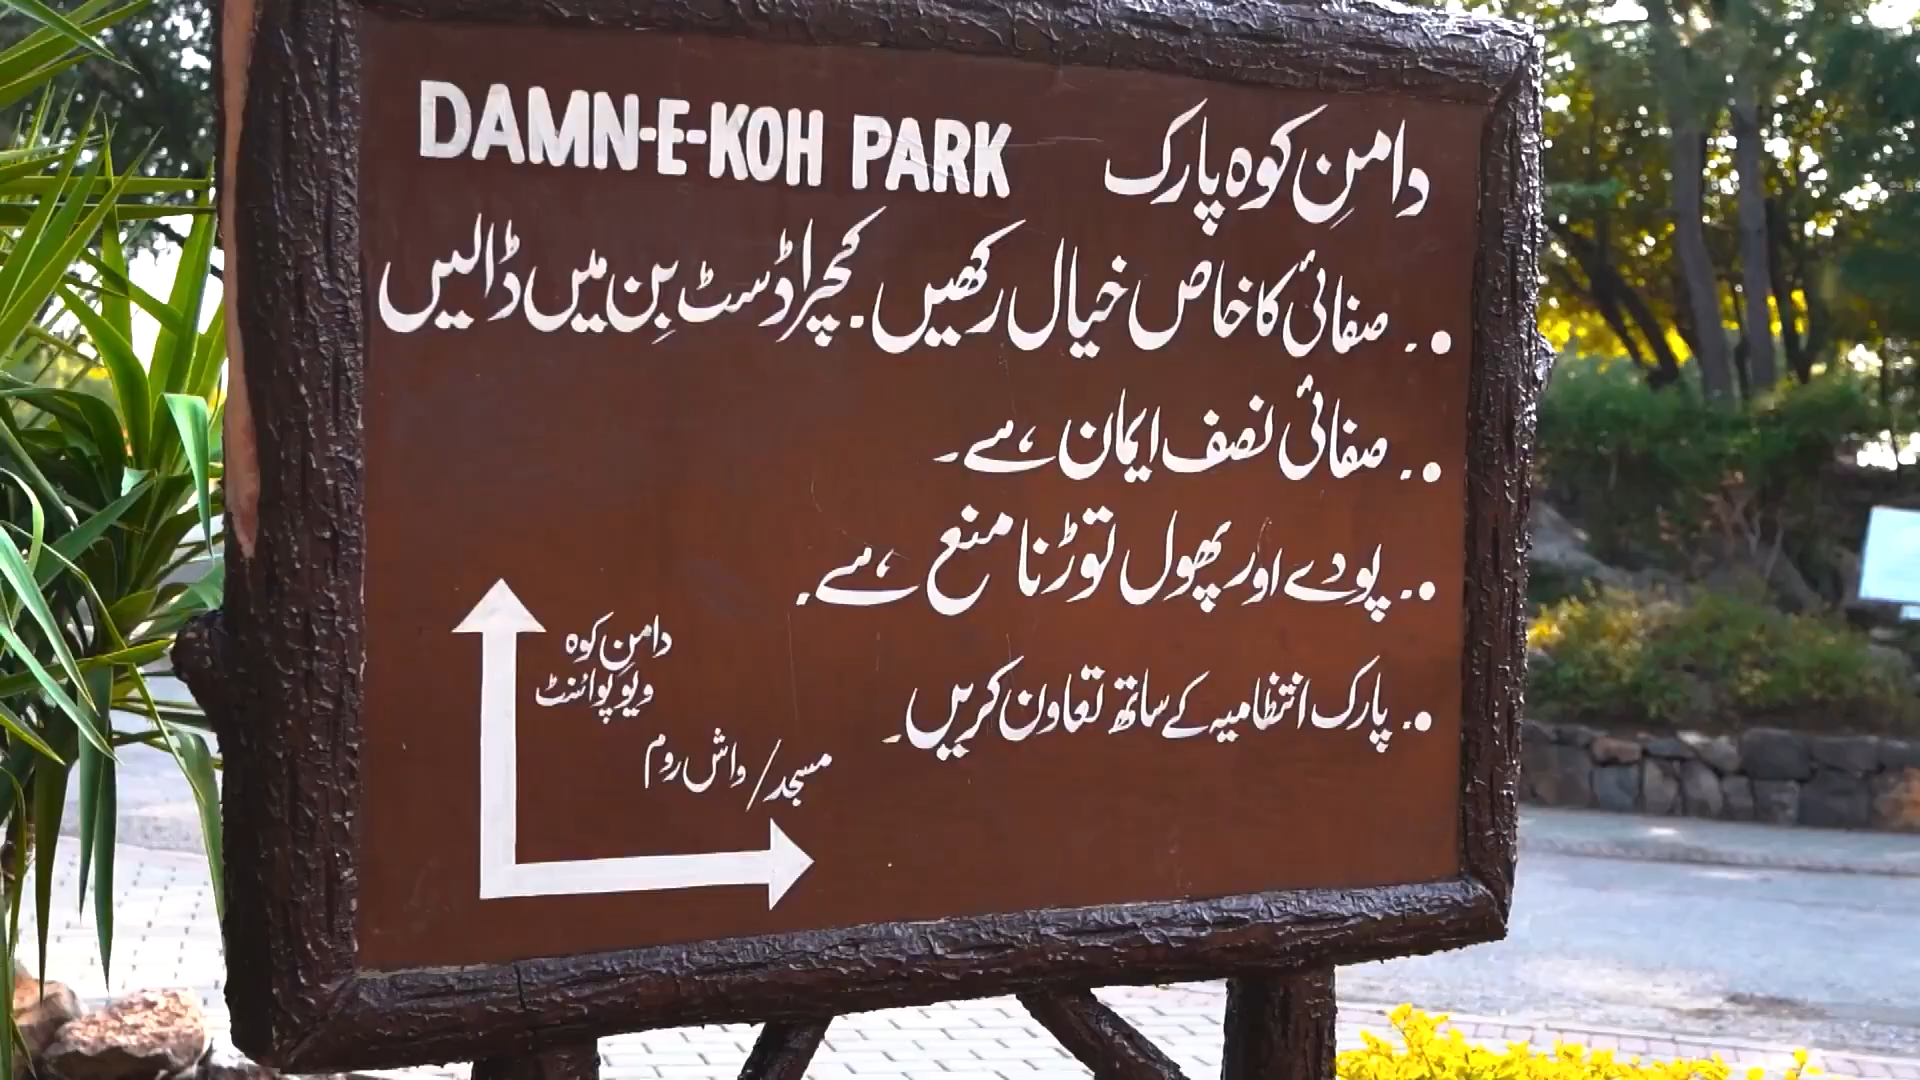 DAMN-E-KOH PARK دامنِ کوہ پارک
• صفائی کا خاص خیال رکھیں. کچرا ڈسٹ بِن میں ڈالیں
• صفائی نصف ایمان ہے۔
• پودے اور پھول توڑنا منع ہے.
• پارک انتظامیہ کے ساتھ تعاون کریں.
دامنِ کوہ
ویو پوائنٹ
مسجد/واش روم